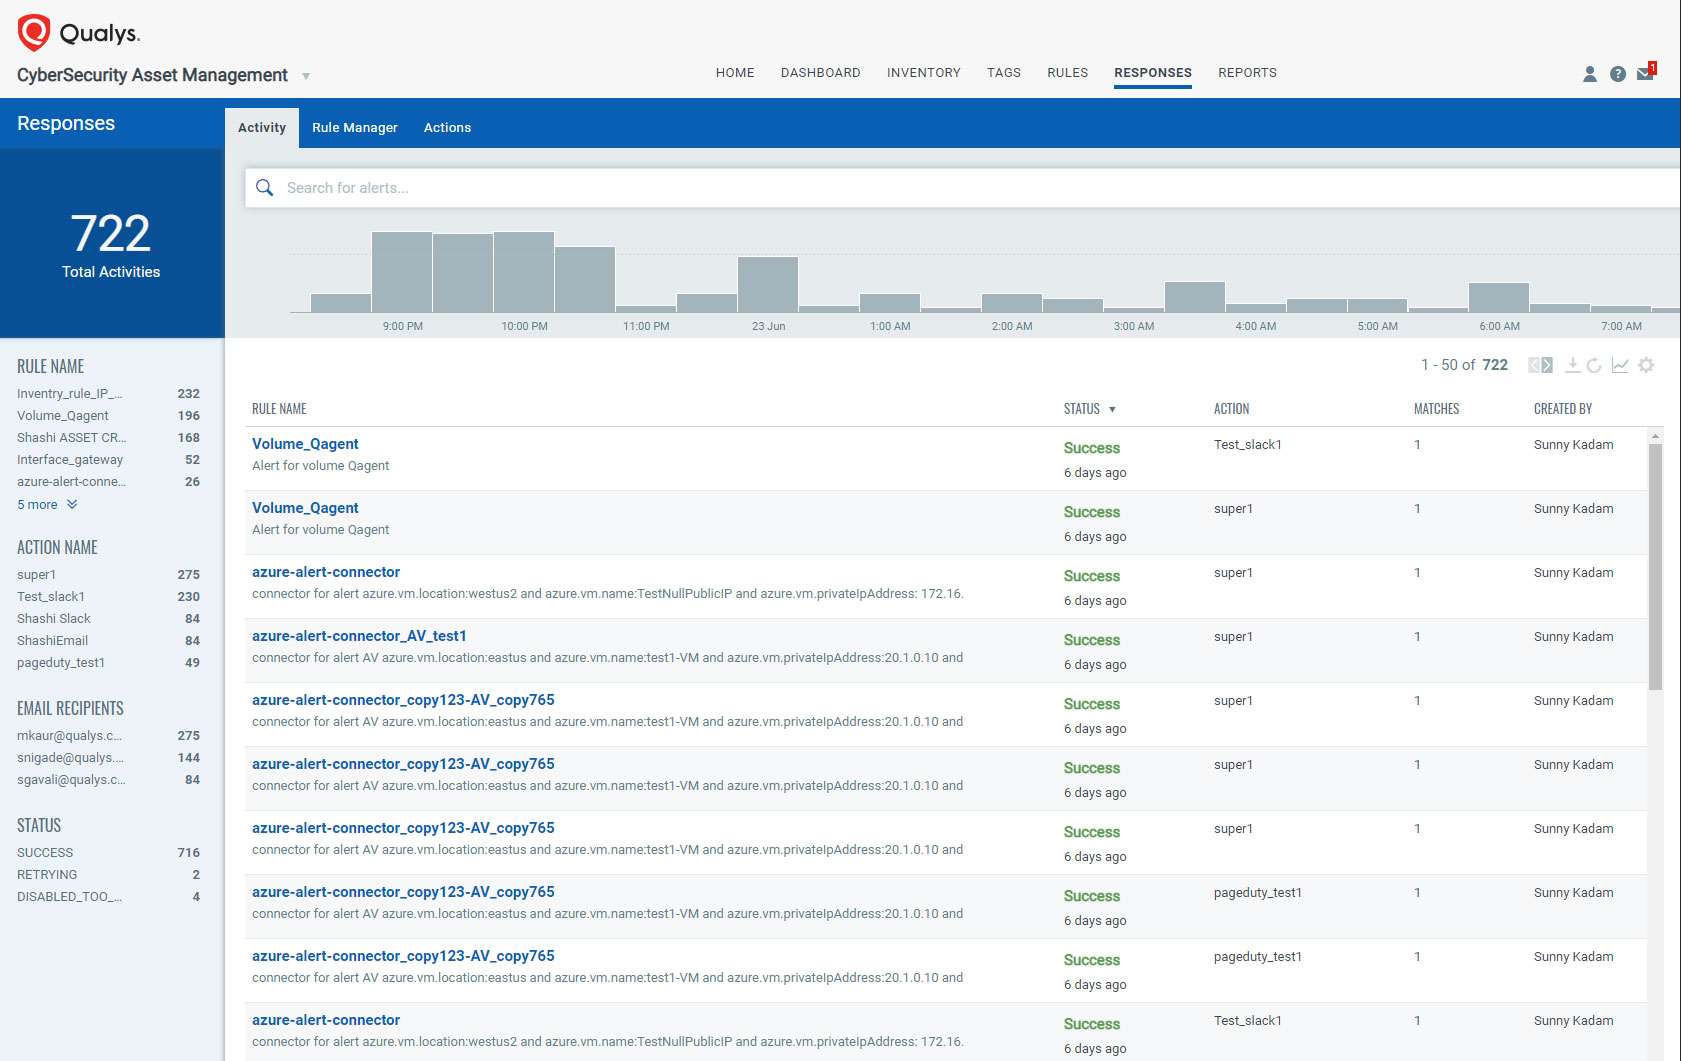 Qualys.
CyberSecurity Asset Management
HOME DASHBOARD INVENTORY TAGS RULES RESPONSES REPORTS
? 1
Responses
Activity Rule Manager Actions
722
Total Activities
Search for alerts...
9:00 PM 10:00 PM 11:00 PM 23 Jun 1:00 AM 2:00 AM 3:00 AM 4:00 AM 5:00 AM 6:00 AM 7:00 AM
RULE NAME
Inventry_rule_IP_... 232
Volume_Qagent 196
Shashi ASSET CR... 168
Interface_gateway 52
azure-alert-conne... 26
5 more
ACTION NAME
super1 275
Test_slack1 230
Shashi Slack 84
ShashiEmail 84
pageduty_test1 49
EMAIL RECIPIENTS
mkaur@qualys.c... 275
snigade@qualys.... 144
sgavali@qualys.c... 84
STATUS
SUCCESS 716
RETRYING 2
DISABLED_TOO_... 4
1 - 50 of 722
RULE NAME STATUS ACTION MATCHES CREATED BY
Volume_Qagent Success Test_slack1 1 Sunny Kadam
Alert for volume Qagent 6 days ago
Volume_Qagent Success super1 1 Sunny Kadam
Alert for volume Qagent 6 days ago
azure-alert-connector Success super1 1 Sunny Kadam
connector for alert azure.vm.location:westus2 and azure.vm.name:TestNullPublicIP and azure.vm.privateIpAddress: 172.16. 6 days ago
azure-alert-connector_AV_test1 Success super1 1 Sunny Kadam
connector for alert AV azure.vm.location:eastus and azure.vm.name:test1-VM and azure.vm.privateIpAddress:20.1.0.10 and 6 days ago
azure-alert-connector_copy123-AV_copy765 Success super1 1 Sunny Kadam
connector for alert AV azure.vm.location:eastus and azure.vm.name:test1-VM and azure.vm.privateIpAddress:20.1.0.10 and 6 days ago
azure-alert-connector_copy123-AV_copy765 Success super1 1 Sunny Kadam
connector for alert AV azure.vm.location:eastus and azure.vm.name:test1-VM and azure.vm.privateIpAddress:20.1.0.10 and 6 days ago
azure-alert-connector_copy123-AV_copy765 Success super1 1 Sunny Kadam
connector for alert AV azure.vm.location:eastus and azure.vm.name:test1-VM and azure.vm.privateIpAddress:20.1.0.10 and 6 days ago
azure-alert-connector_copy123-AV_copy765 Success pageduty_test1 1 Sunny Kadam
connector for alert AV azure.vm.location:eastus and azure.vm.name:test1-VM and azure.vm.privateIpAddress:20.1.0.10 and 6 days ago
azure-alert-connector_copy123-AV_copy765 Success pageduty_test1 1 Sunny Kadam
connector for alert AV azure.vm.location:eastus and azure.vm.name:test1-VM and azure.vm.privateIpAddress:20.1.0.10 and 6 days ago
azure-alert-connector Success Test_slack1 1 Sunny Kadam
connector for alert azure.vm.location:westus2 and azure.vm.name:TestNullPublicIP and azure.vm.privateIpAddress: 172.16. 6 days ago